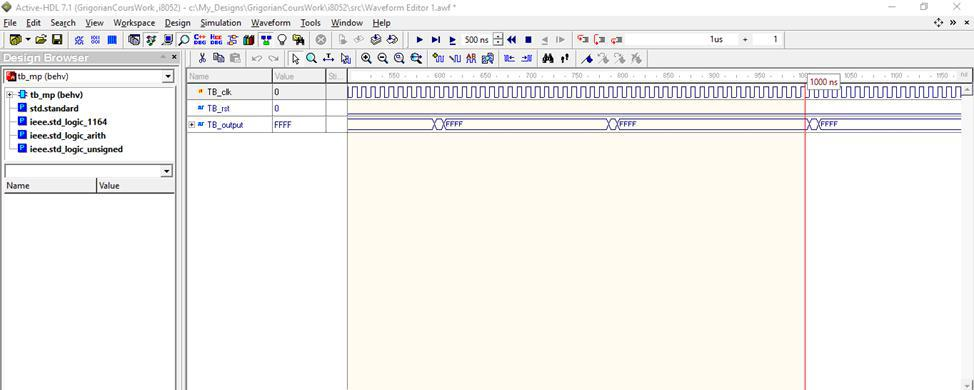 Active-HDL 7.1 (GrigorianCoursWork ,i8052) - c:\My_Designs\GrigorianCoursWork\i8052\src\Waveform Editor 1.awf *
File Edit Search View Workspace Design Simulation Waveform Tools Window Help
500 ns 1us + 1
Design Browser
tb_mp (behv)
tb_mp (behv)
std.standard
ieee.std_logic_1164
ieee.std_logic_arith
ieee.std_logic_unsigned
Name Value
Name Value Sti... 550 600 650 700 750 800 850 900 950 1050 1100 1150 ns
1000 ns
TB_clk 0
TB_rst 0
TB_output FFFF FFFF FFFF FFFF